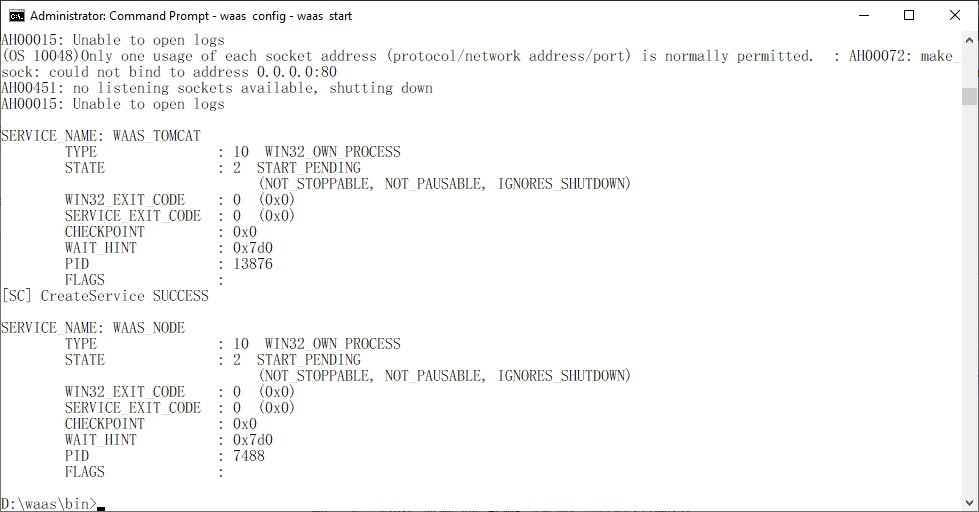 Administrator: Command Prompt - waas  config - waas  start
AH00015: Unable to open logs
(OS 10048)Only one usage of each socket address (protocol/network address/port) is normally permitted.  : AH00072: make_
sock: could not bind to address 0.0.0.0:80
AH00451: no listening sockets available, shutting down
AH00015: Unable to open logs
SERVICE_NAME: WAAS_TOMCAT
        TYPE               : 10  WIN32_OWN_PROCESS
        STATE              : 2  START_PENDING
                                (NOT_STOPPABLE, NOT_PAUSABLE, IGNORES_SHUTDOWN)
        WIN32_EXIT_CODE    : 0  (0x0)
        SERVICE_EXIT_CODE  : 0  (0x0)
        CHECKPOINT         : 0x0
        WAIT_HINT          : 0x7d0
        PID                : 13876
        FLAGS              :
[SC] CreateService SUCCESS
SERVICE_NAME: WAAS_NODE
        TYPE               : 10  WIN32_OWN_PROCESS
        STATE              : 2  START_PENDING
                                (NOT_STOPPABLE, NOT_PAUSABLE, IGNORES_SHUTDOWN)
        WIN32_EXIT_CODE    : 0  (0x0)
        SERVICE_EXIT_CODE  : 0  (0x0)
        CHECKPOINT         : 0x0
        WAIT_HINT          : 0x7d0
        PID                : 7488
        FLAGS              :
D:\waas\bin>